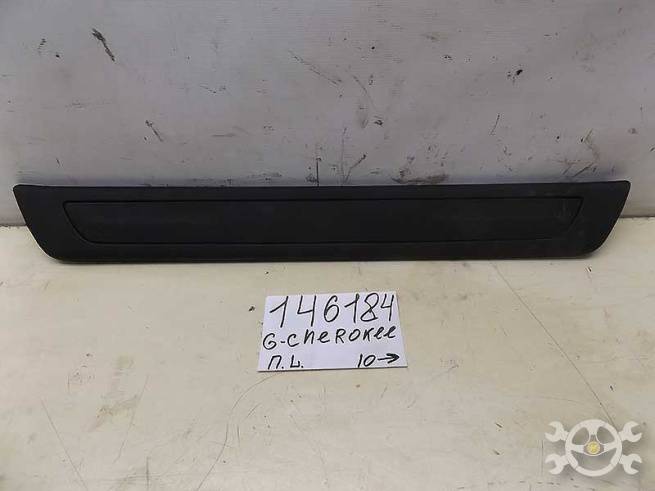 146184
G-CHEROKEE
П.L.
10→